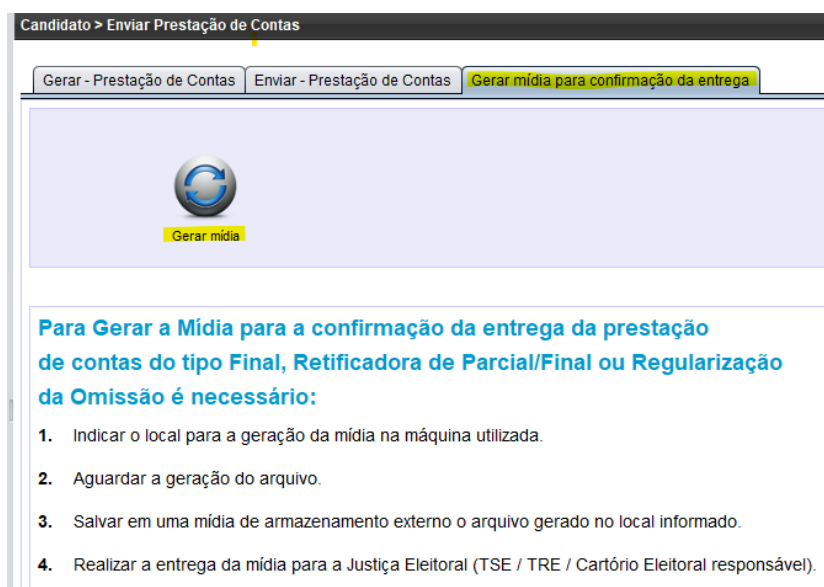 Candidato > Enviar Prestação de Contas
Gerar - Prestação de Contas
Enviar - Prestação de Contas
Gerar mídia para confirmação da entrega
Gerar mídia
Para Gerar a Mídia para a confirmação da entrega da prestação
de contas do tipo Final, Retificadora de Parcial/Final ou Regularização
da Omissão é necessário:
1. Indicar o local para a geração da mídia na máquina utilizada.
2. Aguardar a geração do arquivo.
3. Salvar em uma mídia de armazenamento externo o arquivo gerado no local informado.
4. Realizar a entrega da mídia para a Justiça Eleitoral (TSE / TRE / Cartório Eleitoral responsável).